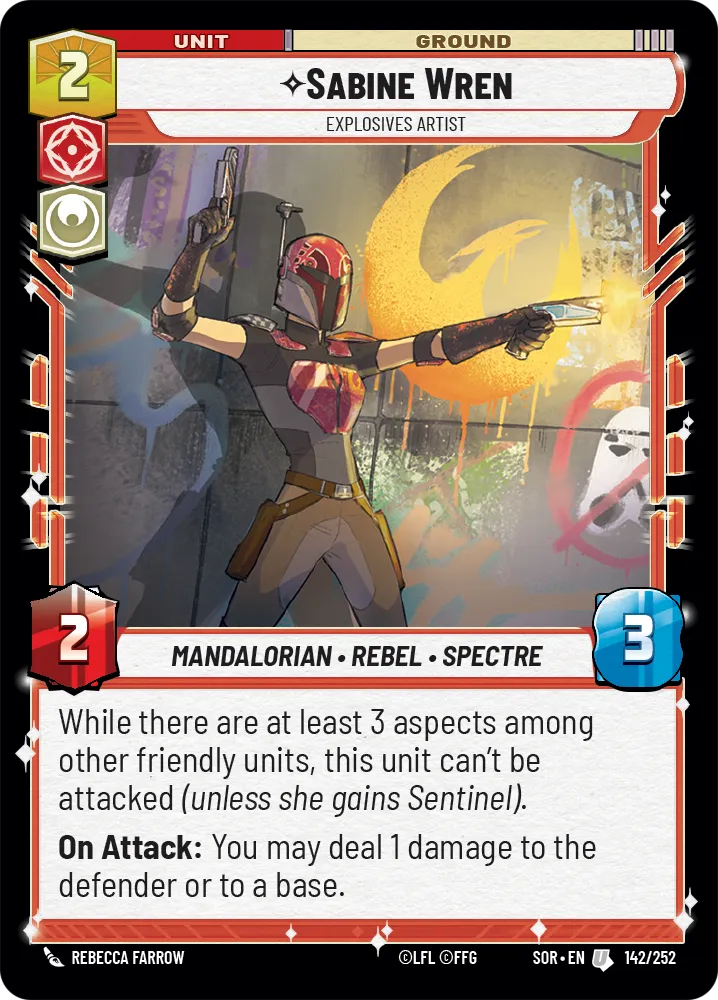 UNIT
GROUND
2
✧SABINE WREN
EXPLOSIVES ARTIST
2
MANDALORIAN • REBEL • SPECTRE
3
While there are at least 3 aspects among
other friendly units, this unit can't be
attacked (unless she gains Sentinel).
On Attack: You may deal 1 damage to the
defender or to a base.
REBECCA FARROW
©LFL ©FFG
SOR • EN U 142/252